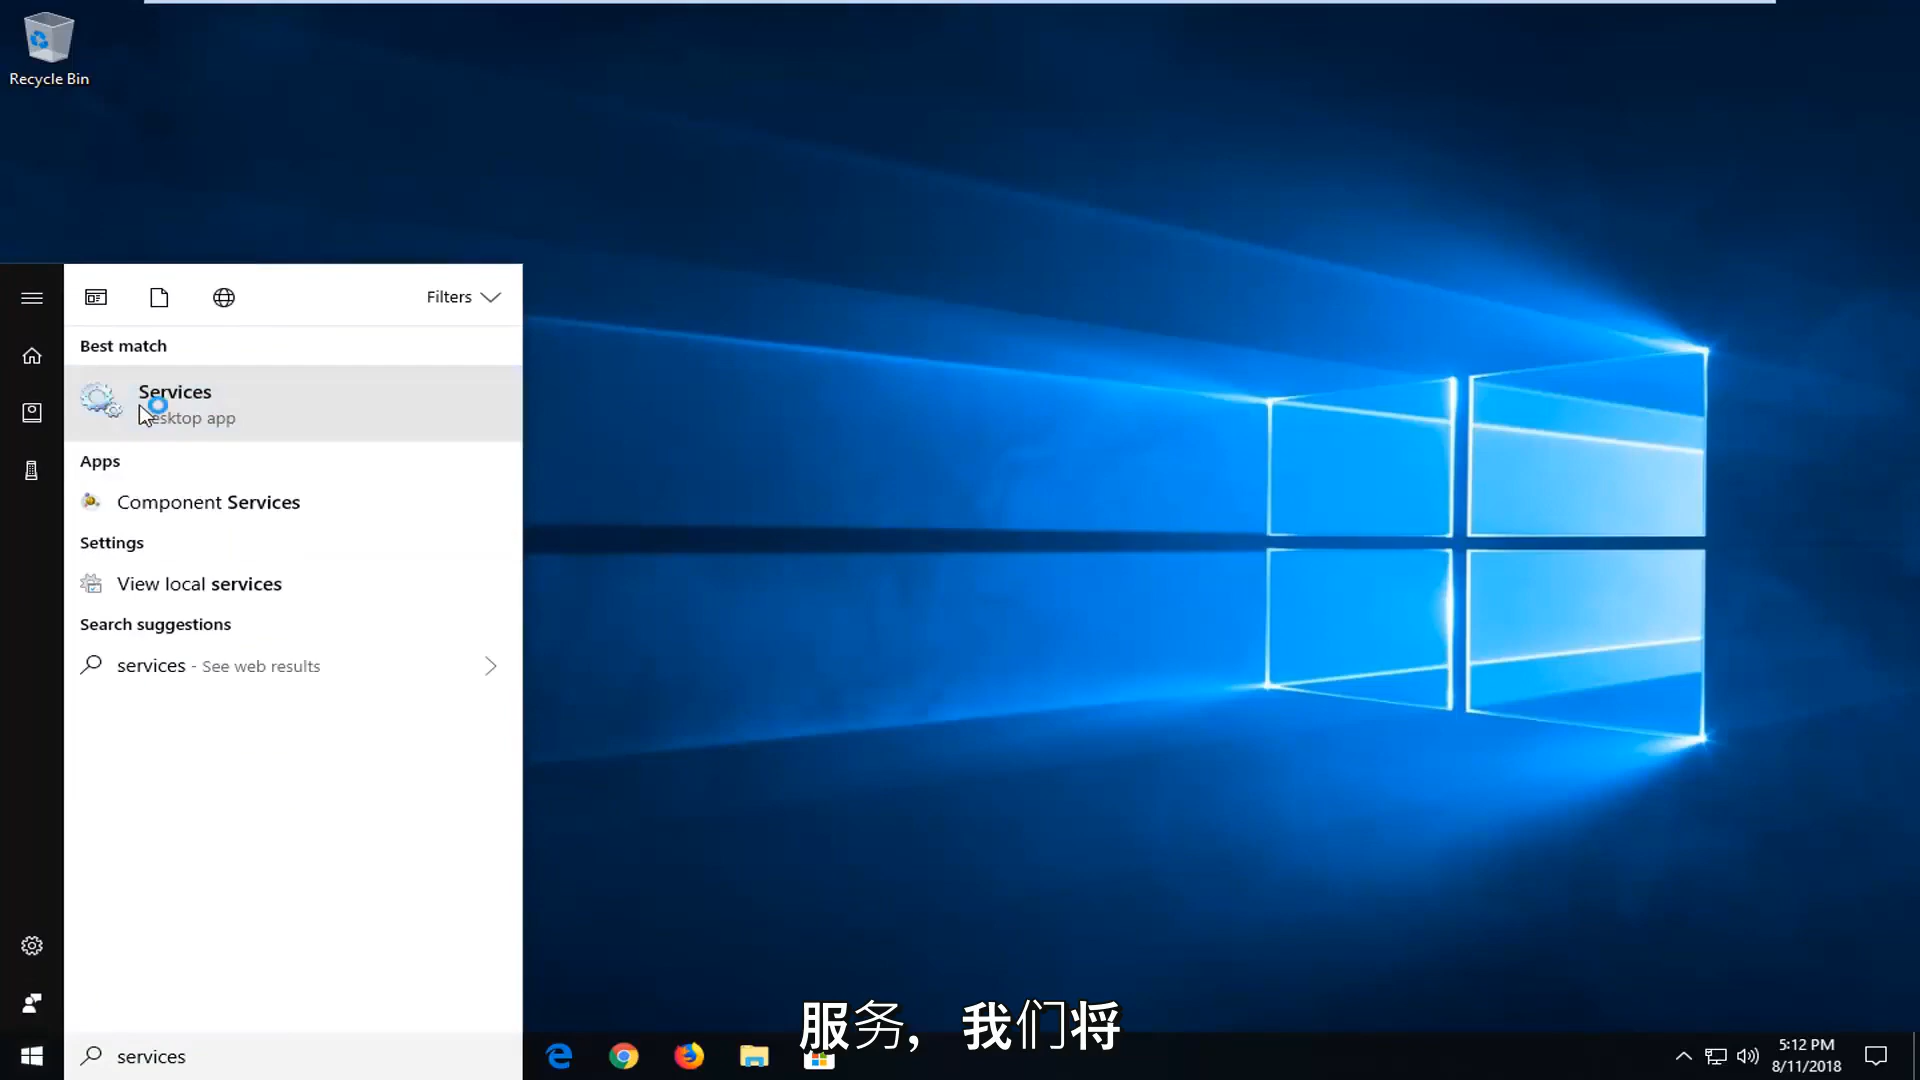 Recycle Bin
Filters
Best match
Services
esktop app
Apps
Component Services
Settings
View local services
Search suggestions
services - See web results
服务，我们将
services
5:12 PM
8/11/2018